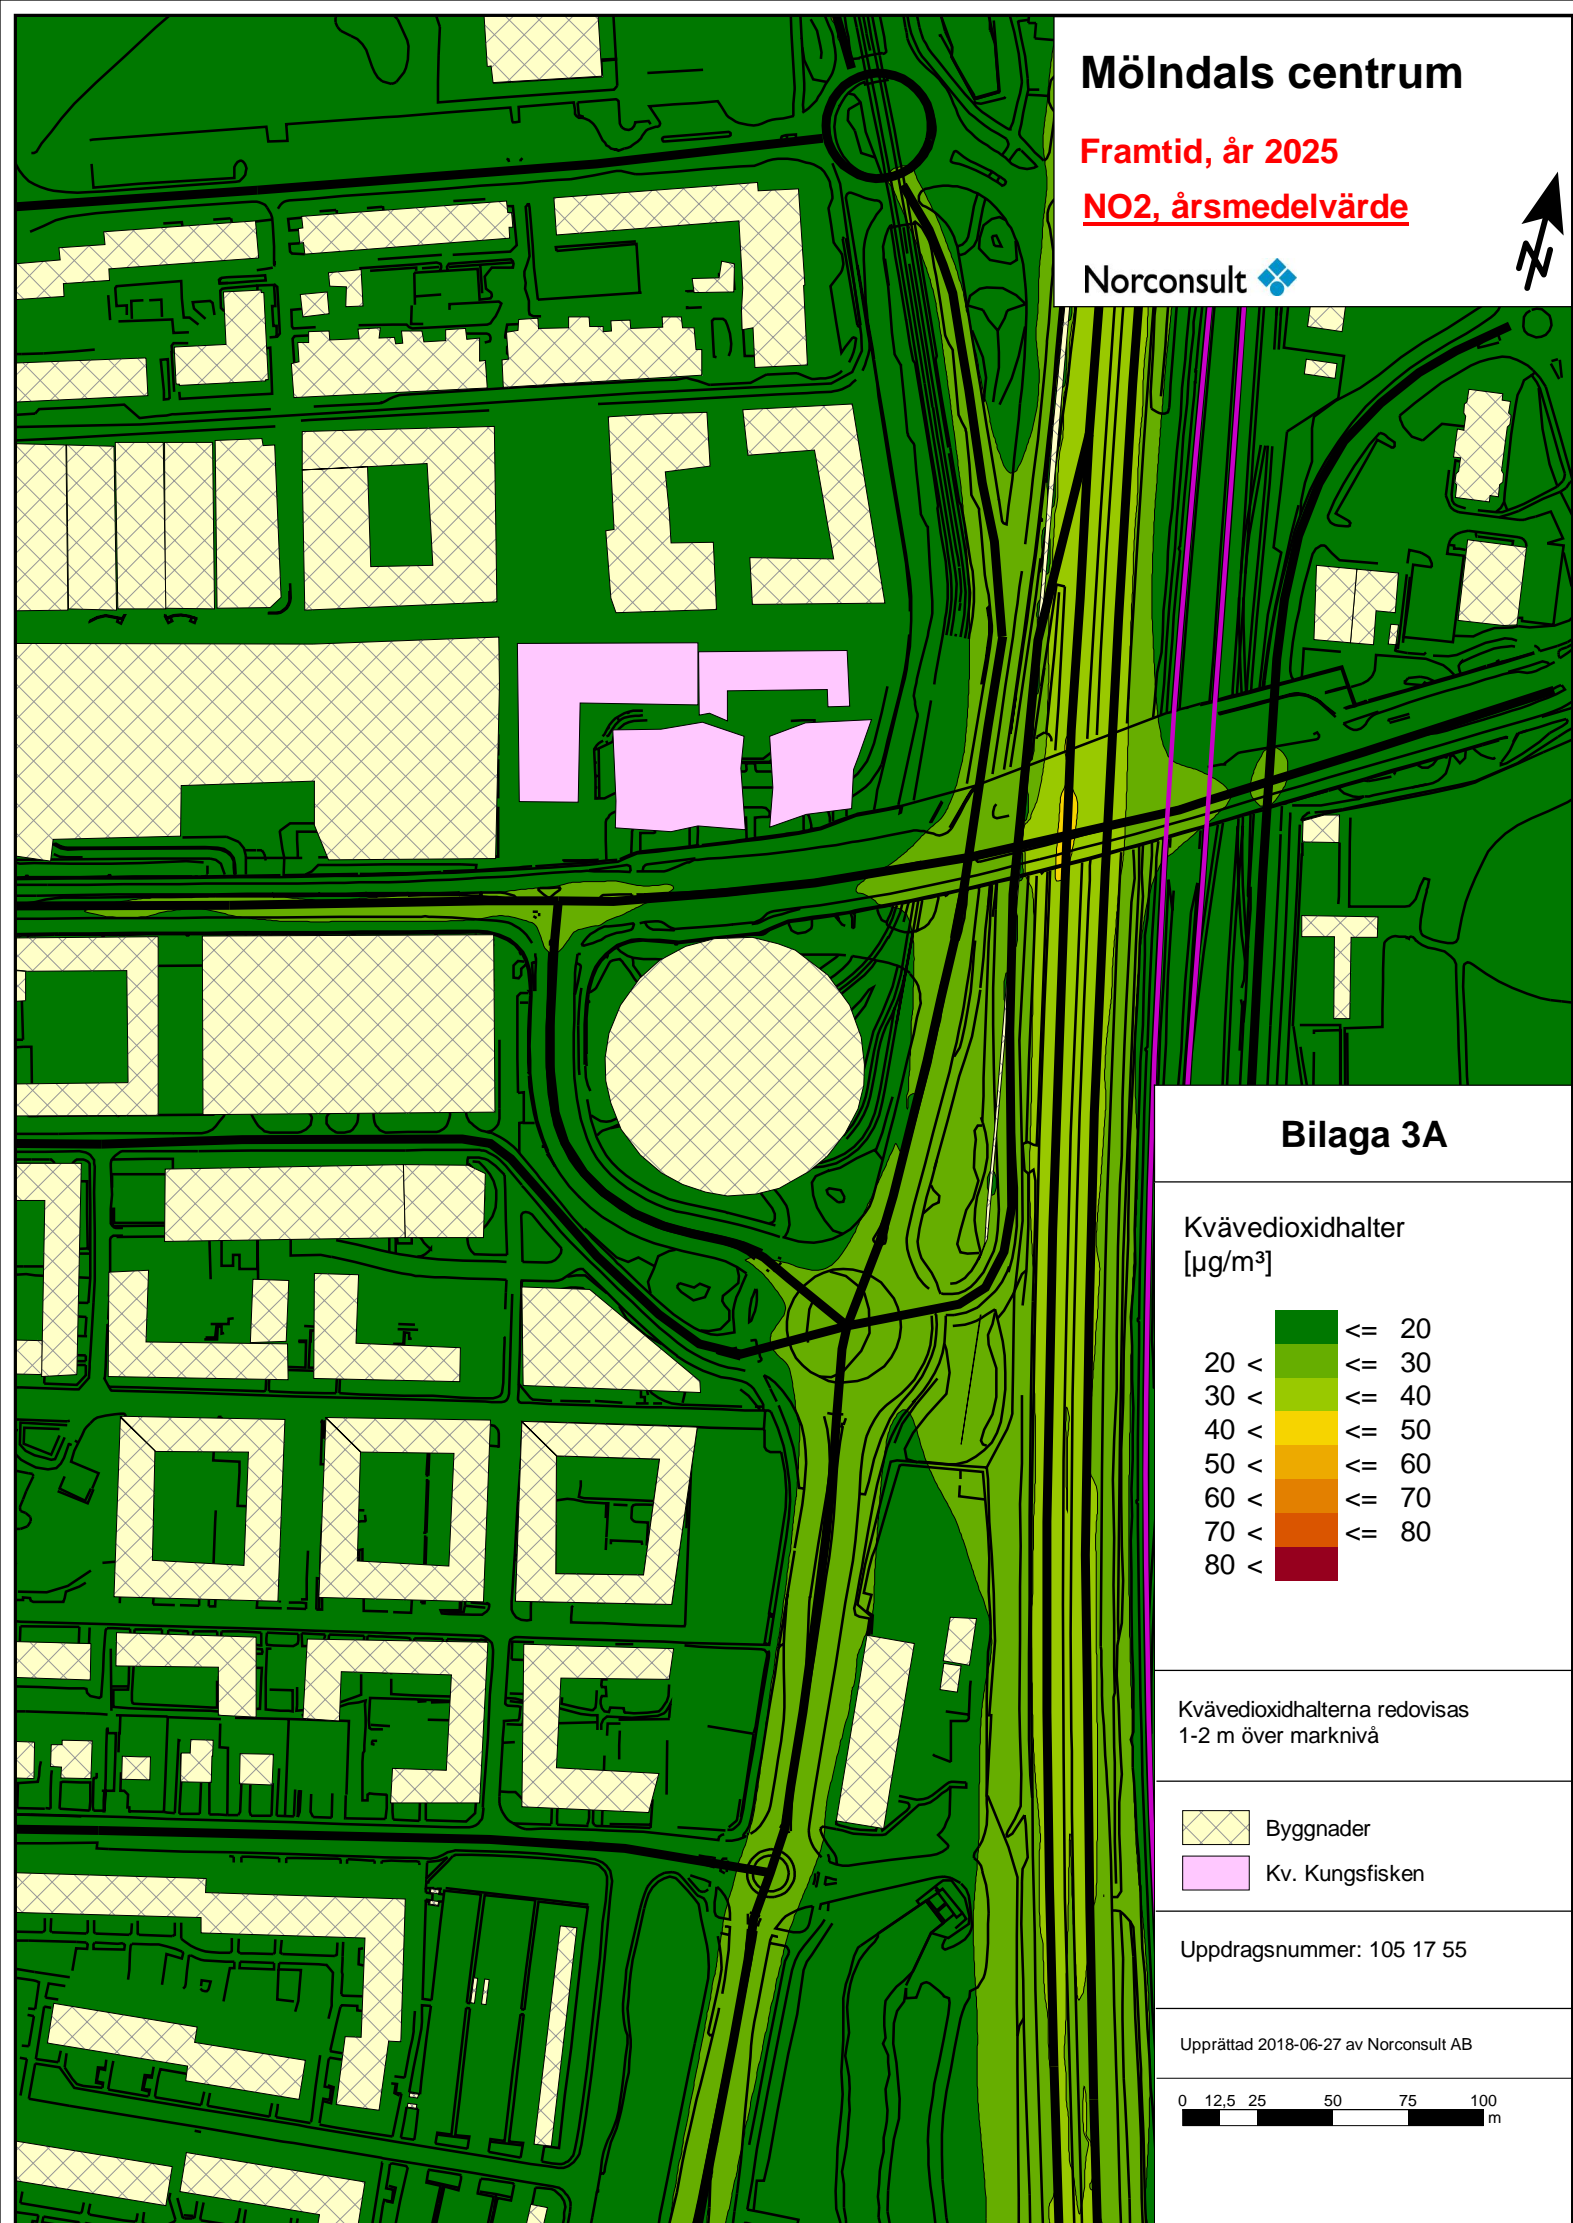 Mölndals centrum
Framtid, år 2025
NO2, årsmedelvärde
Norconsult
N
Bilaga 3A
Kvävedioxidhalter
[µg/m³]
<= 20
20 < <= 30
30 < <= 40
40 < <= 50
50 < <= 60
60 < <= 70
70 < <= 80
80 <
Kvävedioxidhalterna redovisas
1-2 m över marknivå
Byggnader
Kv. Kungsfisken
Uppdragsnummer: 105 17 55
Upprättad 2018-06-27 av Norconsult AB
0 12,5 25 50 75 100
m